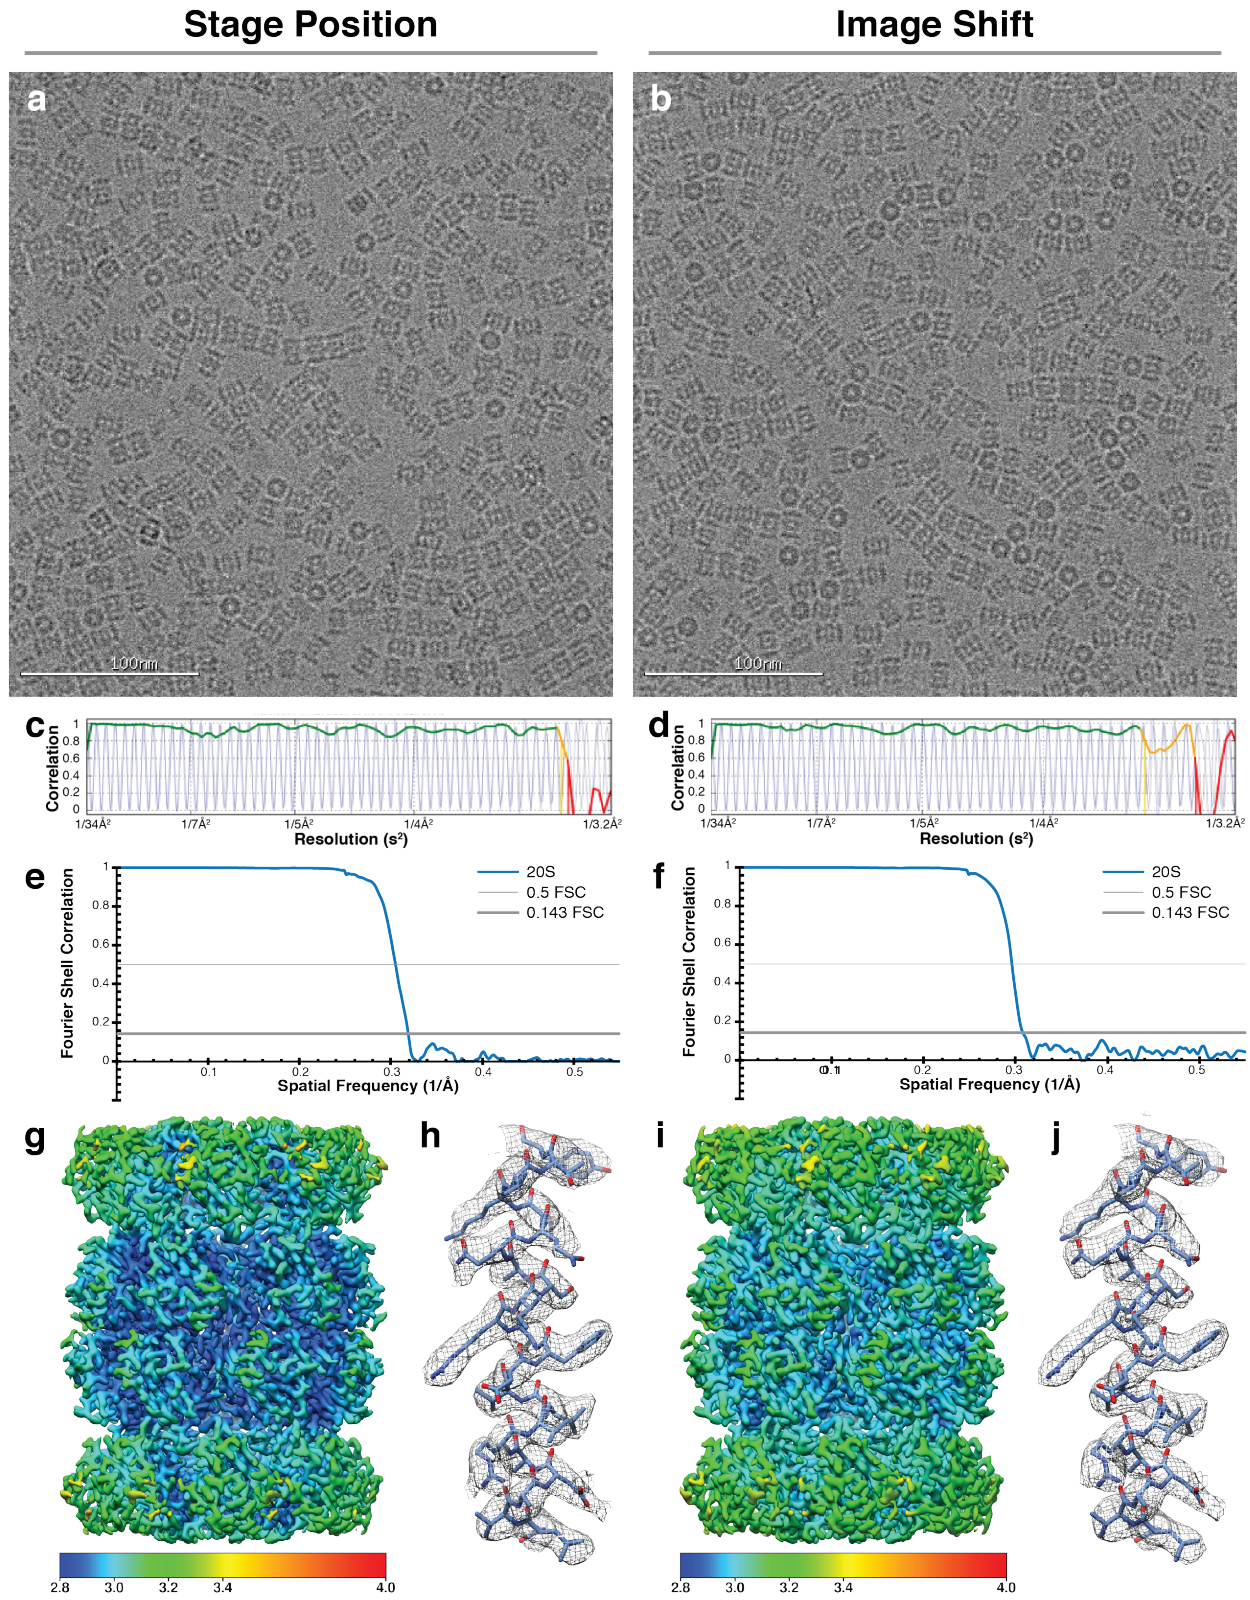 Stage Position
Image Shift
a
b
100nm
100nm
c
Correlation
1
0.8
0.6
0.4
0.2
0
1/34Å²
1/7Å²
1/5Å²
1/4Å²
1/3.2Å²
Resolution (s²)
d
Correlation
1
0.8
0.6
0.4
0.2
0
1/34Å²
1/7Å²
1/5Å²
1/4Å²
1/3.2Å²
Resolution (s²)
e
Fourier Shell Correlation
1
0.8
0.6
0.4
0.2
0
0.1
0.2
0.3
0.4
0.5
Spatial Frequency (1/Å)
20S
0.5 FSC
0.143 FSC
f
Fourier Shell Correlation
1
0.8
0.6
0.4
0.2
0
0.1
0.2
0.3
0.4
0.5
Spatial Frequency (1/Å)
20S
0.5 FSC
0.143 FSC
g
h
i
j
2.8
3.0
3.2
3.4
4.0
2.8
3.0
3.2
3.4
4.0